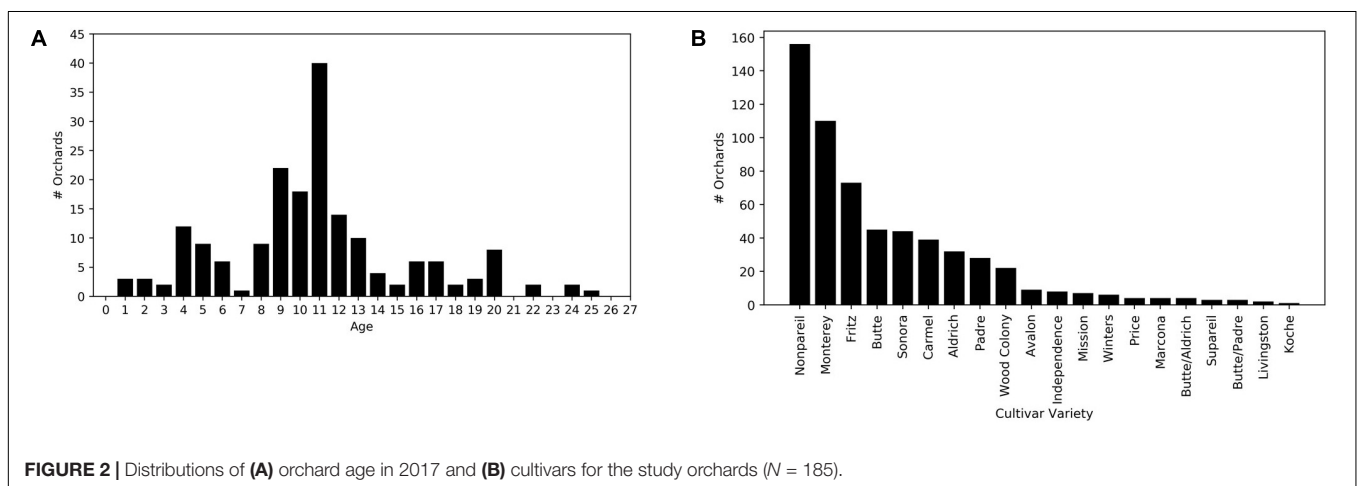 A
45
40
35
30
25
20
15
10
5
0
# Orchards
0 1 2 3 4 5 6 7 8 9 10 11 12 13 14 15 16 17 18 19 20 21 22 23 24 25 26 27
Age
B
160
140
120
100
80
60
40
20
0
# Orchards
Nonpareil
Monterey
Fritz
Butte
Sonora
Carmel
Aldrich
Padre
Wood Colony
Avalon
Independence
Mission
Winters
Price
Marcona
Butte/Aldrich
Supareil
Butte/Padre
Livingston
Koche
Cultivar Variety
FIGURE 2 | Distributions of (A) orchard age in 2017 and (B) cultivars for the study orchards (N = 185).